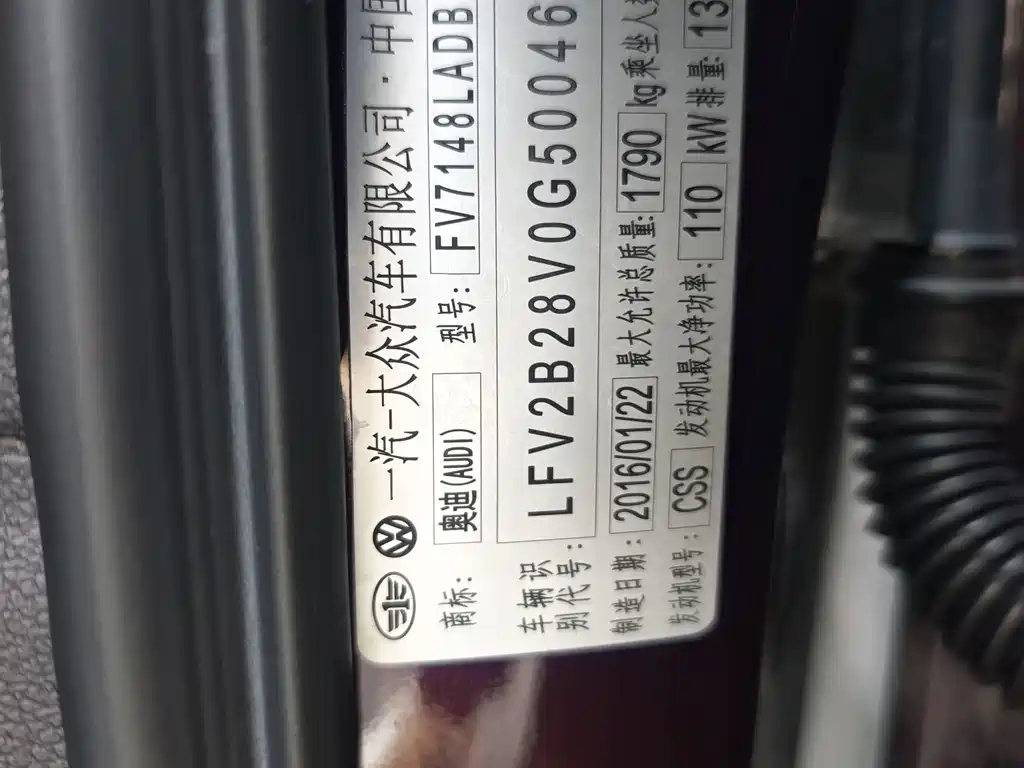 一汽-大众汽车有限公司·中国
商标: 奥迪(AUDI) 型号: FV7148LADB
车辆识别代号: LFV2B28V0G50046
制造日期: 2016/01/22 最大允许总质量: 1790 kg 乘坐人
发动机型号: CSS 发动机最大净功率: 110 kW 排量: 13